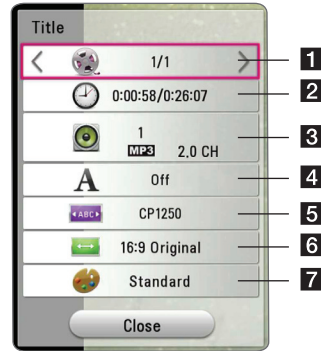 Title
1/1 1
0:00:58/0:26:07 2
1 3
MP3 2,0 CH
A Off 4
ABC CP1250 5
16:9 Original 6
Standard 7
Close